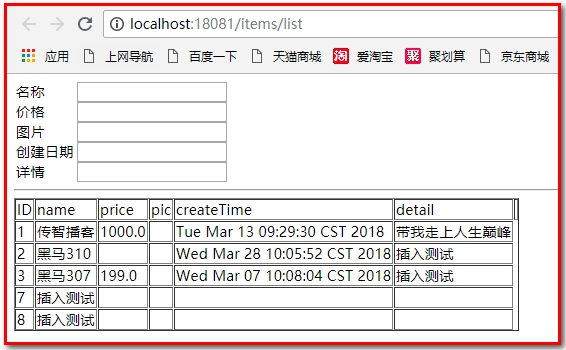 localhost:18081/items/list
应用 上网导航 百度一下 天猫商城 淘 爱淘宝 聚 聚划算 京东商城
名称
价格
图片
创建日期
详情
ID name price pic createTime detail
1 传智播客 1000.0 Tue Mar 13 09:29:30 CST 2018 带我走上人生巅峰
2 黑马310 Wed Mar 28 10:05:52 CST 2018 插入测试
3 黑马307 199.0 Wed Mar 07 10:08:04 CST 2018 插入测试
7 插入测试
8 插入测试